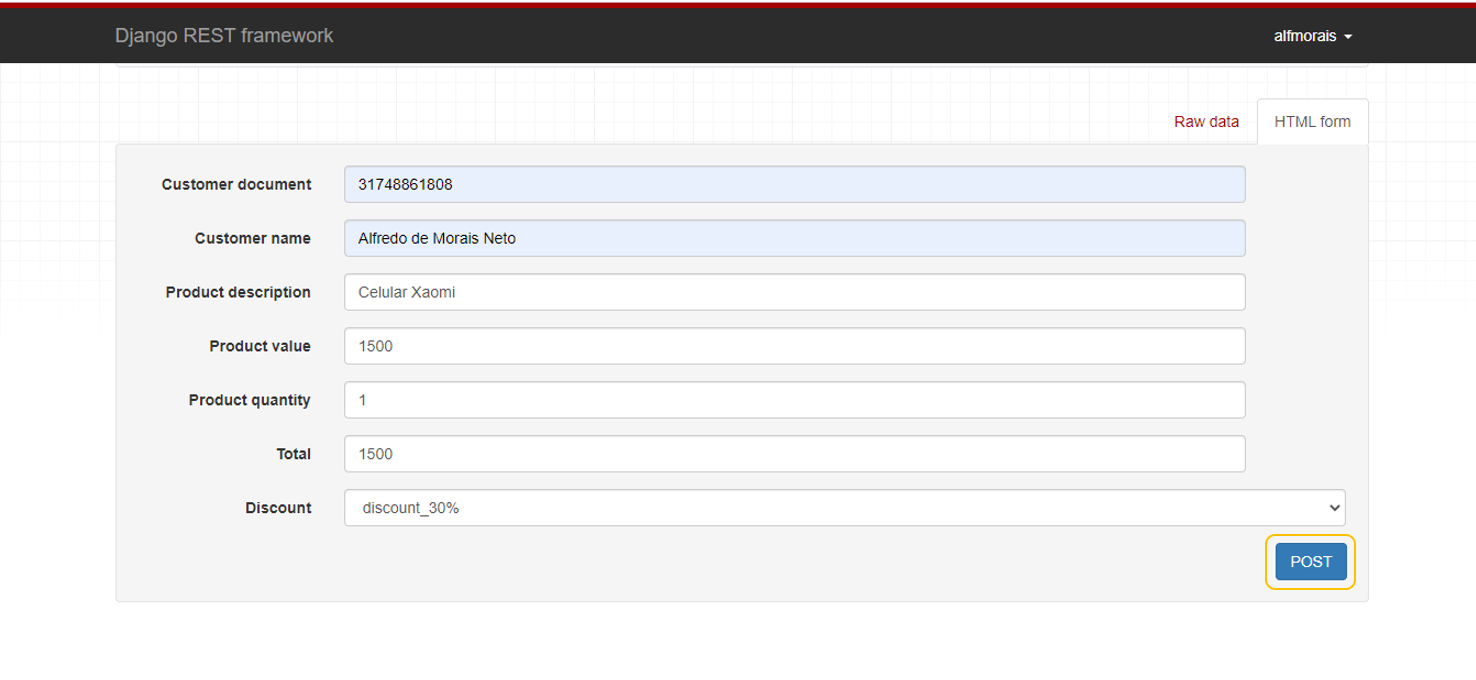 Django REST framework
alfmorais
Raw data
HTML form
Customer document 31748861808
Customer name Alfredo de Morais Neto
Product description Celular Xaomi
Product value 1500
Product quantity 1
Total 1500
Discount discount_30%
POST